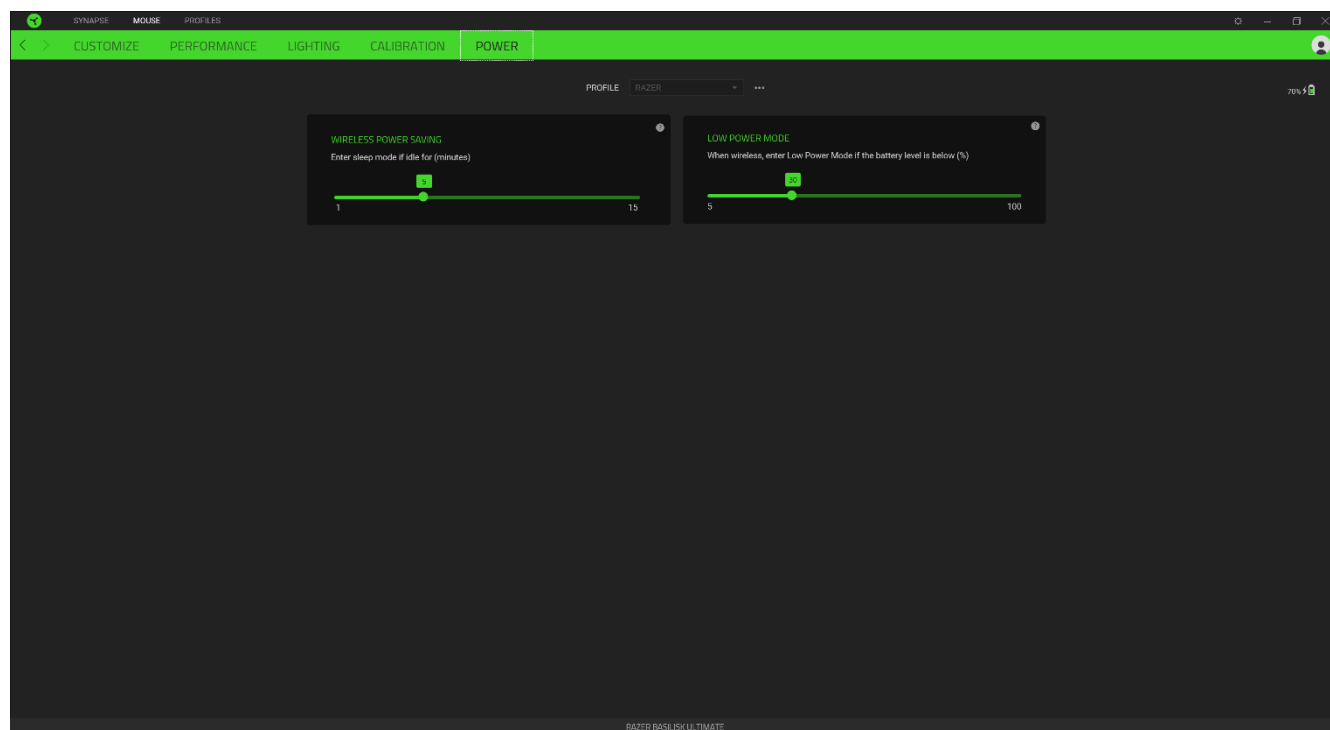 SYNAPSE MOUSE PROFILES
CUSTOMIZE PERFORMANCE LIGHTING CALIBRATION POWER
PROFILE RAZER
70%
WIRELESS POWER SAVING
Enter sleep mode if idle for (minutes)
5
1 15
LOW POWER MODE
When wireless, enter Low Power Mode if the battery level is below (%)
30
5 100
RAZER BASILISK ULTIMATE